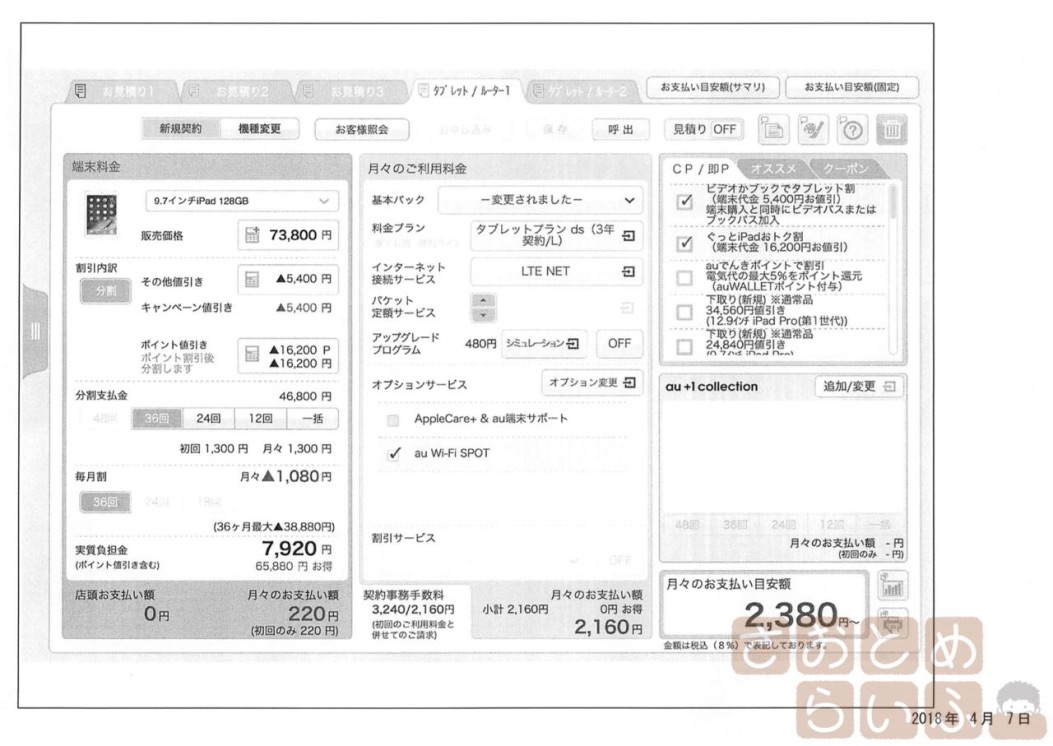 お見積り1
お見積り2
お見積り3
タブレット / ルーター1
タブレット / ルーター2
お支払い目安額(サマリ)
お支払い目安額(固定)
新規契約
機種変更
お客様照会
お申し込み
保存
呼出
見積り OFF
端末料金
9.7インチiPad 128GB
販売価格
73,800 円
割引内訳
分割
その他値引き
▲5,400 円
キャンペーン値引き
▲5,400 円
ポイント値引き
ポイント割引後
分割します
▲16,200 P
▲16,200 円
分割支払金
46,800 円
48回 36回 24回 12回 一括
初回 1,300 円 月々 1,300 円
毎月割
月々▲1,080円
36回 24回 18回
(36ヶ月最大▲38,880円)
実質負担金
(ポイント値引き含む)
7,920 円
65,880 円 お得
店頭お支払い額
0円
月々のお支払い額
220円
(初回のみ 220 円)
月々のご利用料金
基本パック
−変更されました−
料金プラン
タブレットプラン ds（3年
契約/L）
インターネット
接続サービス
LTE NET
パケット
定額サービス
アップグレード
プログラム
480円
シミュレーション
OFF
オプションサービス
オプション変更
AppleCare+ & au端末サポート
au Wi-Fi SPOT
割引サービス
OFF
契約事務手数料
3,240/2,160円
(初回のご利用料金と
併せてのご請求)
小計 2,160円
月々のお支払い額
0円 お得
2,160円
CP / 即P
オススメ
クーポン
ビデオかブックでタブレット割
（端末代金 5,400円お値引）
端末購入と同時にビデオパスまたは
ブックパス加入
ぐっとiPadおトク割
（端末代金 16,200円お値引）
auでんきポイントで割引
電気代の最大5%をポイント還元
（auWALLETポイント付与）
下取り(新規) ※通常品
34,560円値引き
(12.9インチ iPad Pro(第1世代))
下取り(新規) ※通常品
24,840円値引き
(9.7インチ iPad Pro)
au +1 collection
追加/変更
48回 36回 24回 12回 一括
月々のお支払い額 - 円
(初回のみ - 円)
月々のお支払い目安額
2,380円~
金額は税込（8%）で表記しております。
さおとめ
らいふ
2018年 4月 7日